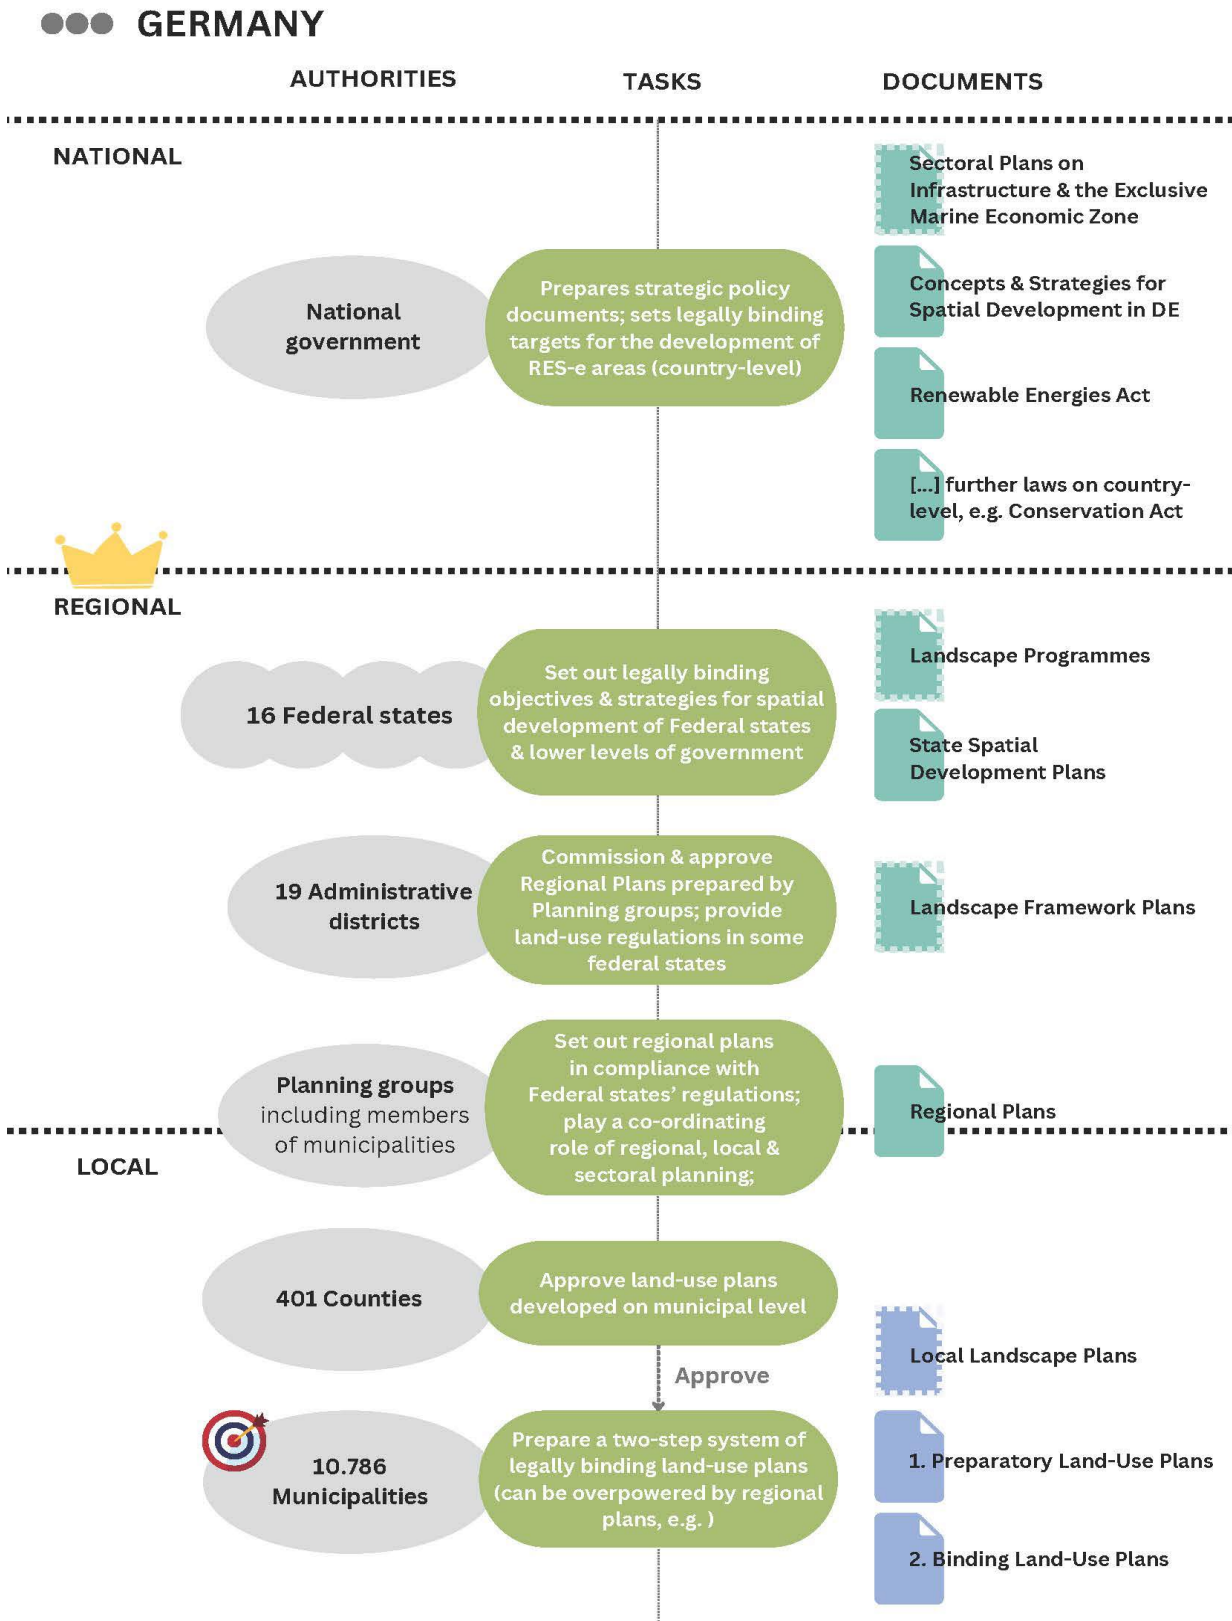 GERMANY
AUTHORITIES
TASKS
DOCUMENTS
NATIONAL
National
government
Prepares strategic policy
documents; sets legally binding
targets for the development of
RES-e areas (country-level)
Sectoral Plans on
Infrastructure & the Exclusive
Marine Economic Zone
Concepts & Strategies for
Spatial Development in DE
Renewable Energies Act
[...] further laws on country-
level, e.g. Conservation Act
REGIONAL
16 Federal states
Set out legally binding
objectives & strategies for spatial
development of Federal states
& lower levels of government
Landscape Programmes
State Spatial
Development Plans
19 Administrative
districts
Commission & approve
Regional Plans prepared by
Planning groups; provide
land-use regulations in some
federal states
Landscape Framework Plans
Planning groups
including members
of municipalities
Set out regional plans
in compliance with
Federal states’ regulations;
play a co-ordinating
role of regional, local &
sectoral planning;
Regional Plans
LOCAL
401 Counties
Approve land-use plans
developed on municipal level
Approve
Local Landscape Plans
10.786
Municipalities
Prepare a two-step system of
legally binding land-use plans
(can be overpowered by regional
plans, e.g. )
1. Preparatory Land-Use Plans
2. Binding Land-Use Plans